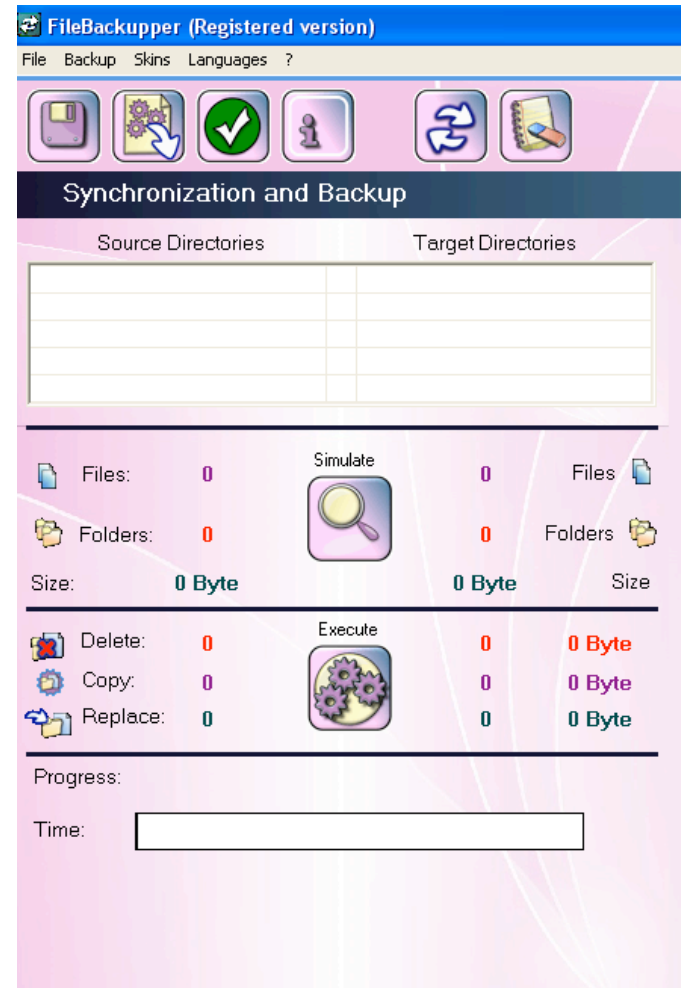 FileBackupper (Registered version)
File Backup Skins Languages ?
Synchronization and Backup
Source Directories Target Directories
Simulate
Files: 0 0 Files
Folders: 0 0 Folders
Size: 0 Byte 0 Byte Size
Execute
Delete: 0 0 0 Byte
Copy: 0 0 0 Byte
Replace: 0 0 0 Byte
Progress:
Time: